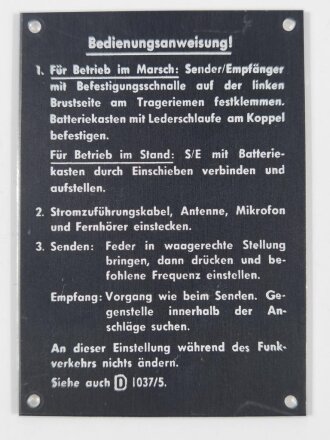 Bedienungsanweisung!
1. Für Betrieb im Marsch: Sender/Empfänger
mit Befestigungsschnalle auf der linken
Brustseite am Trageriemen festklemmen.
Batteriekasten mit Lederschlaufe am Koppel
befestigen.
Für Betrieb im Stand: S/E mit Batterie-
kasten durch Einschieben verbinden und
aufstellen.
2. Stromzuführungskabel, Antenne, Mikrofon
und Fernhörer einstecken.
3. Senden: Feder in waagerechte Stellung
bringen, dann drücken und be-
fohlene Frequenz einstellen.
Empfang: Vorgang wie beim Senden. Ge-
genstelle innerhalb der An-
schläge suchen.
An dieser Einstellung während des Funk-
verkehrs nichts ändern.
Siehe auch D 1037/5.